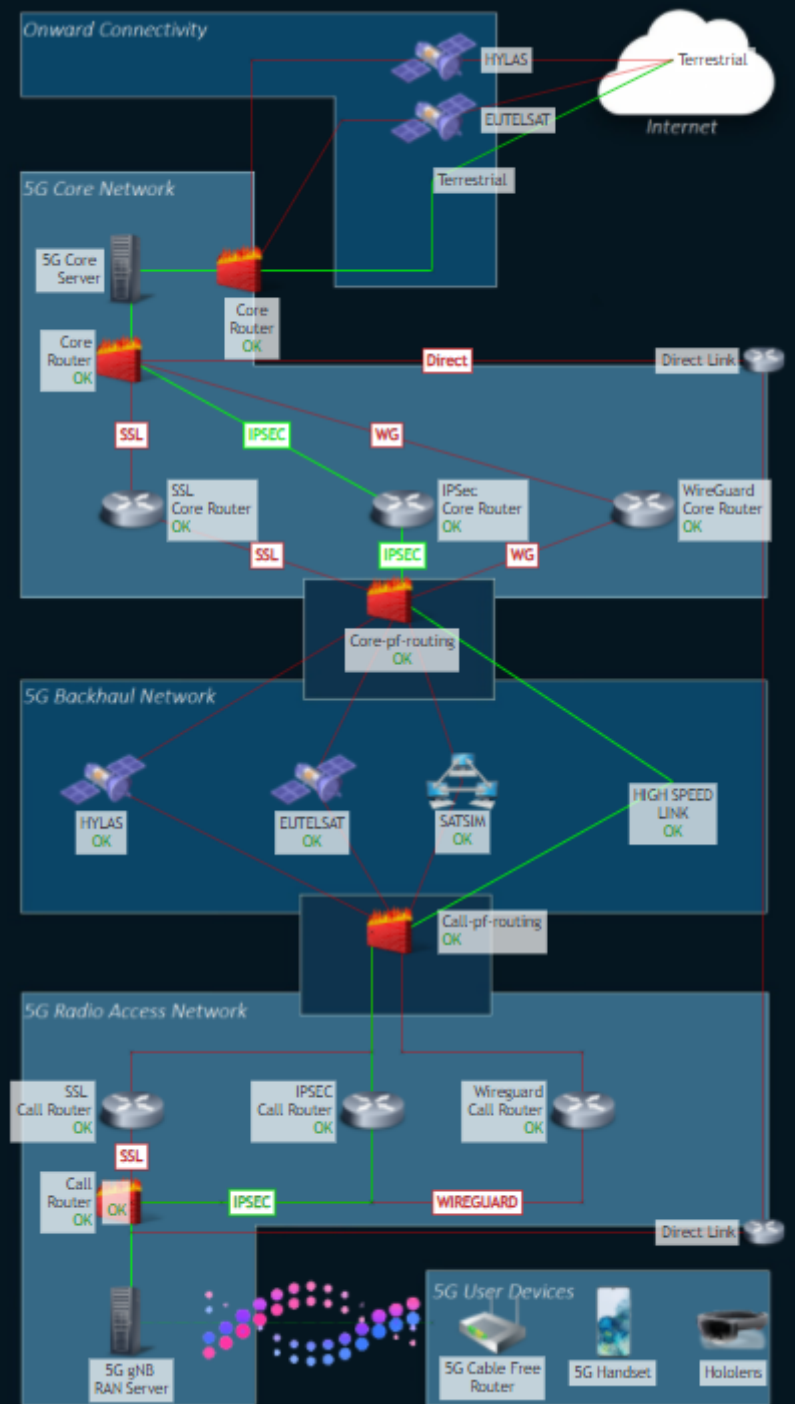 Onward Connectivity
HYLAS
Terrestrial
EUTELSAT
Internet
Terrestrial
5G Core Network
5G Core
Server
Core
Router
OK
Core
Router
OK
Direct
Direct Link
SSL
IPSEC
WG
SSL
Core Router
OK
IPSec
Core Router
OK
WireGuard
Core Router
OK
SSL
IPSEC
WG
Core-pf-routing
OK
5G Backhaul Network
HYLAS
OK
EUTELSAT
OK
SATSIM
OK
HIGH SPEED
LINK
OK
Call-pf-routing
OK
5G Radio Access Network
SSL
Call Router
OK
IPSEC
Call Router
OK
Wireguard
Call Router
OK
SSL
Call
Router
OK
OK
IPSEC
WIREGUARD
Direct Link
5G User Devices
5G gNB
RAN Server
5G Cable Free
Router
5G Handset
Hololens